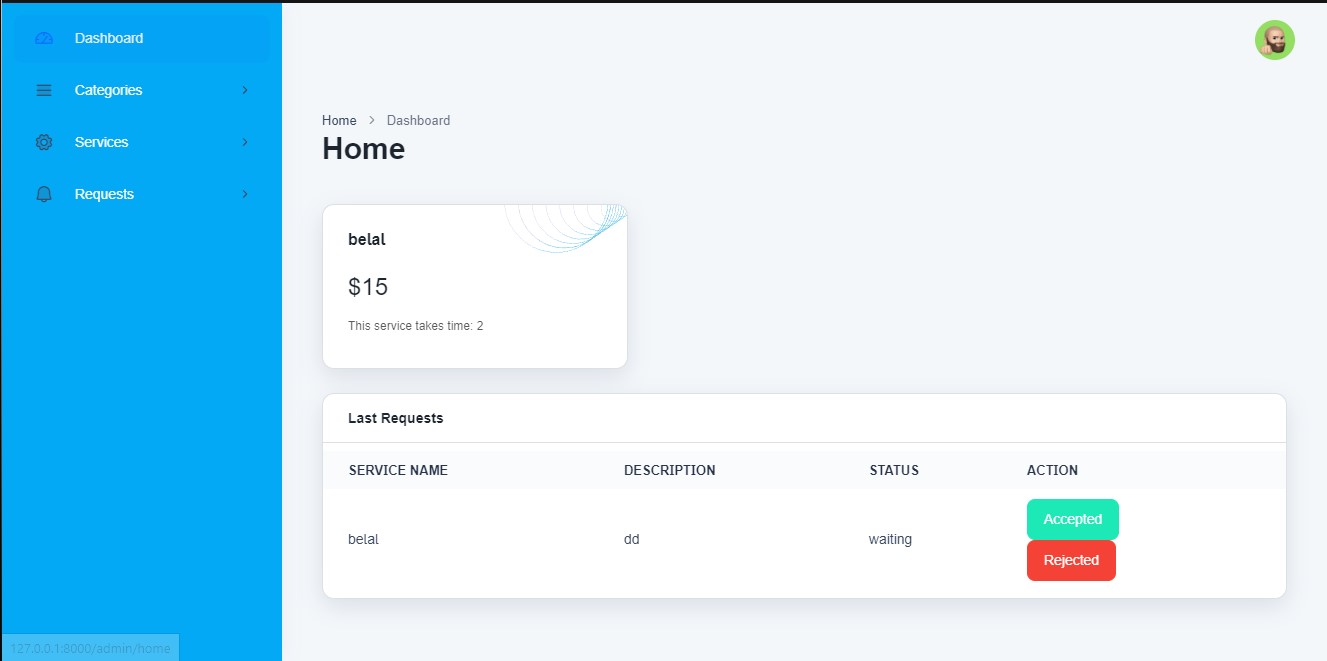 Dashboard
Categories
Services
Requests
Home > Dashboard
Home
belal
$15
This service takes time: 2
Last Requests
SERVICE NAME DESCRIPTION STATUS ACTION
belal dd waiting Accepted
Rejected
127.0.0.1:8000/admin/home